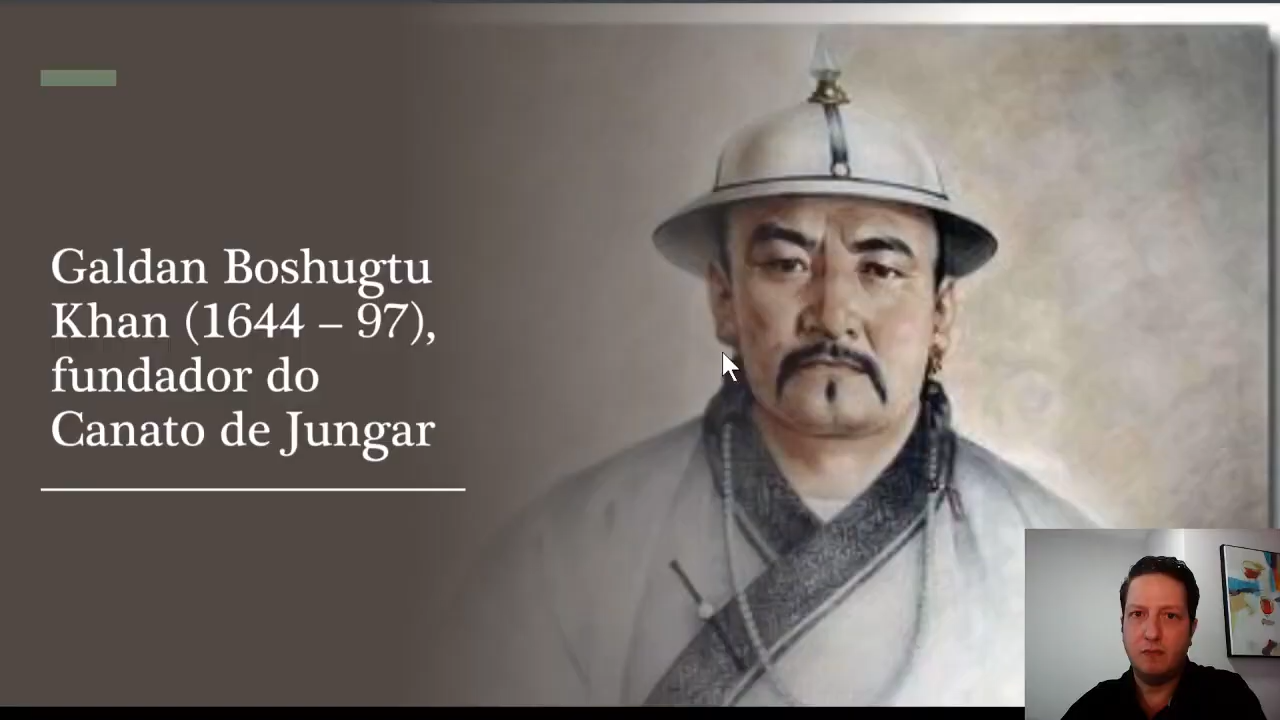 Galdan Boshugtu
Khan (1644 – 97),
fundador do
Canato de Jungar